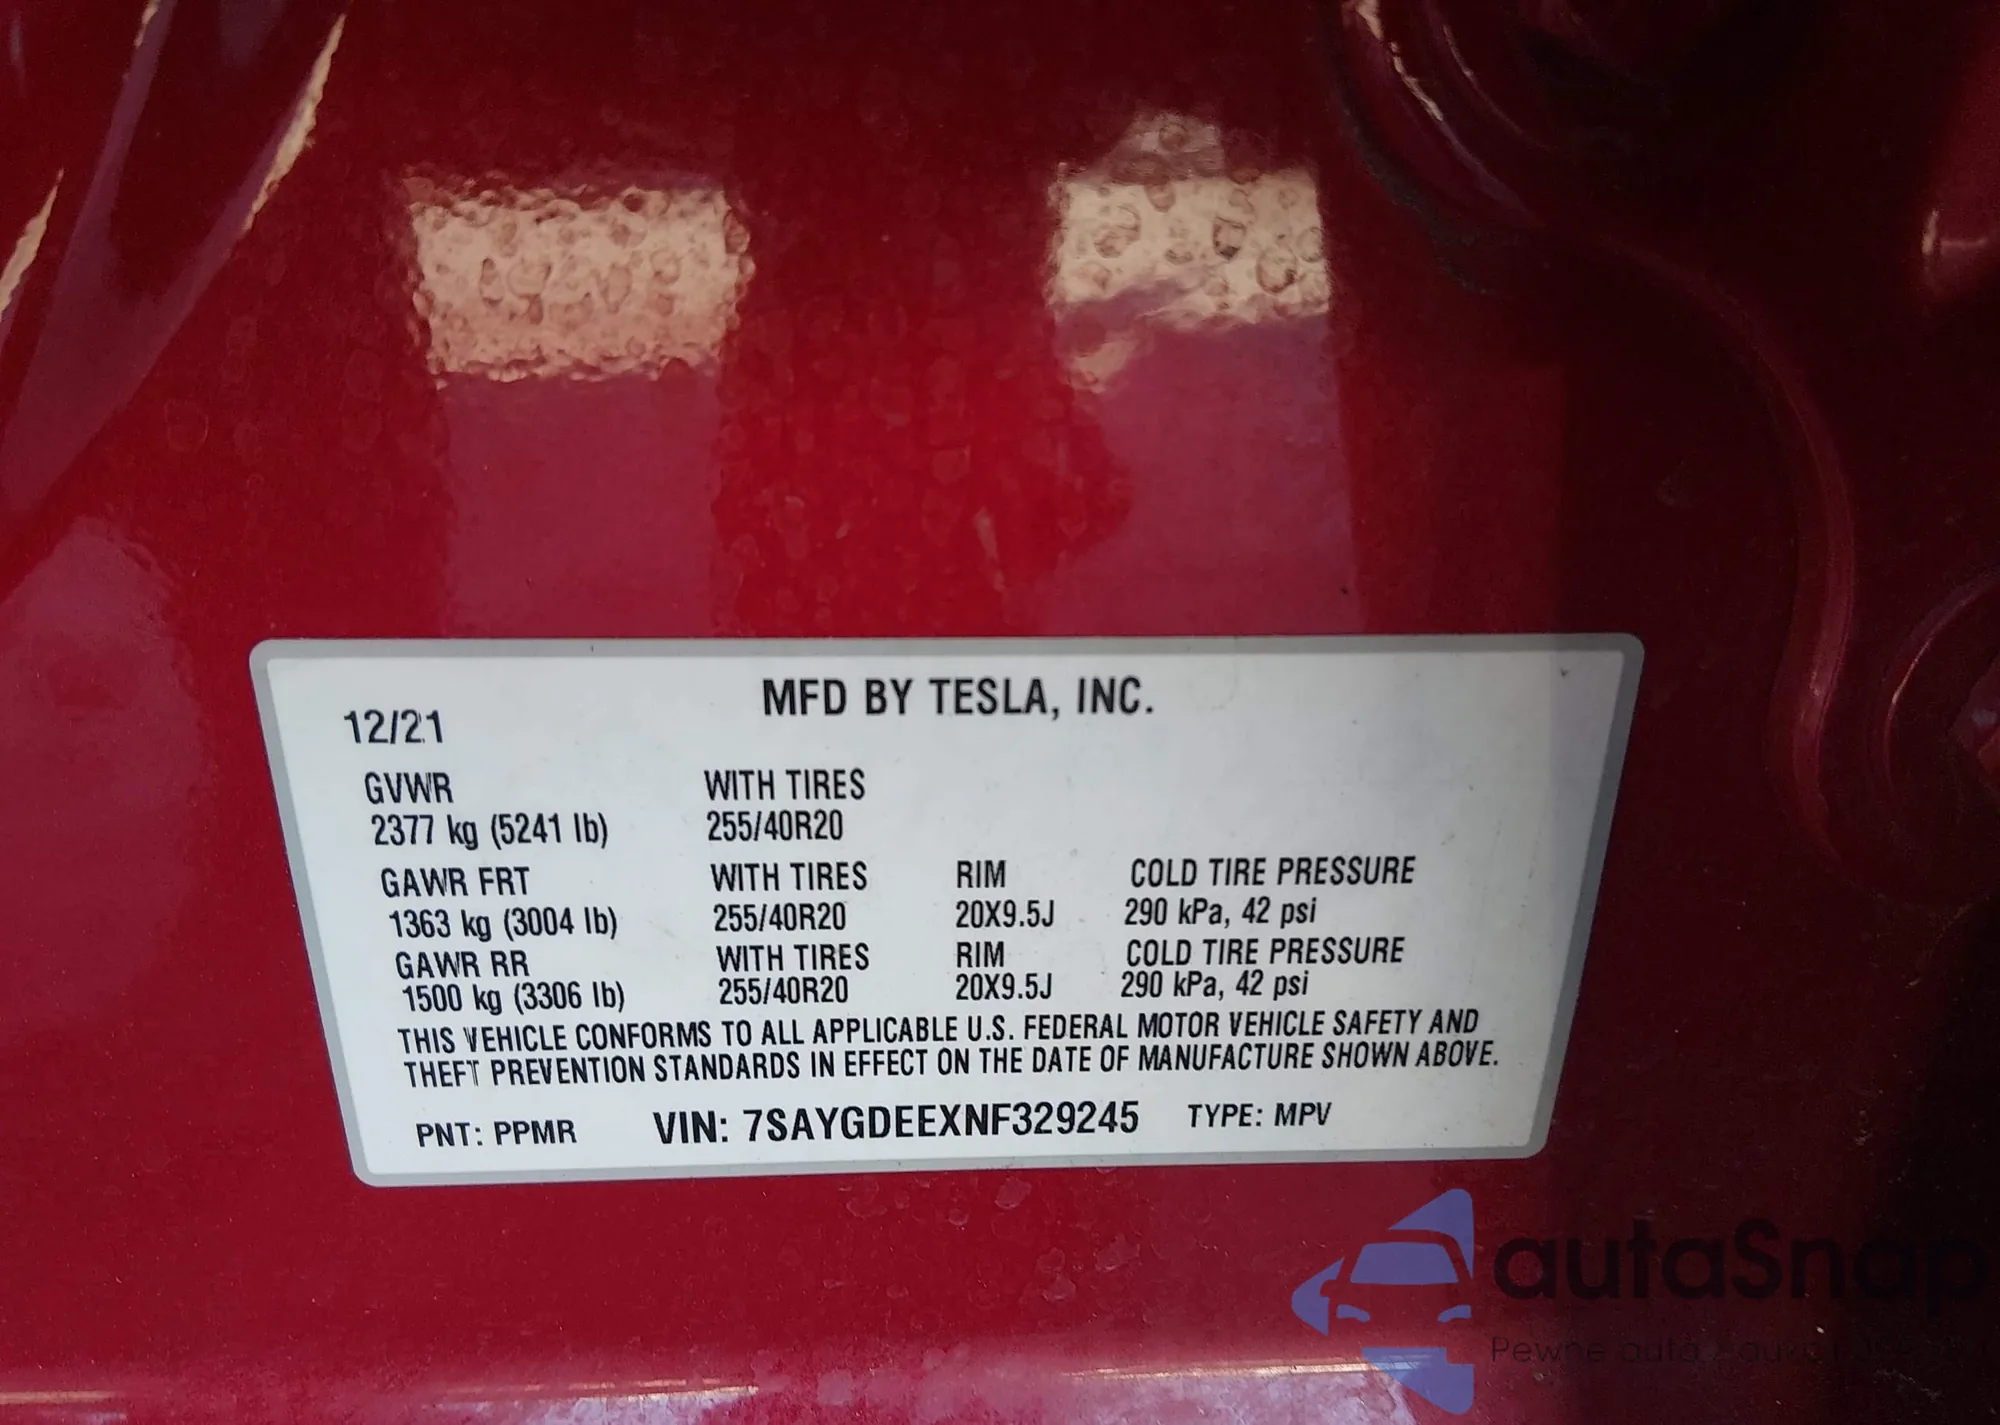 MFD BY TESLA, INC.
12/21
GVWR WITH TIRES
2377 kg (5241 lb) 255/40R20
GAWR FRT WITH TIRES RIM COLD TIRE PRESSURE
1363 kg (3004 lb) 255/40R20 20X9.5J 290 kPa, 42 psi
GAWR RR WITH TIRES RIM COLD TIRE PRESSURE
1500 kg (3306 lb) 255/40R20 20X9.5J 290 kPa, 42 psi
THIS VEHICLE CONFORMS TO ALL APPLICABLE U.S. FEDERAL MOTOR VEHICLE SAFETY AND
THEFT PREVENTION STANDARDS IN EFFECT ON THE DATE OF MANUFACTURE SHOWN ABOVE.
PNT: PPMR VIN: 7SAYGDEEXNF329245 TYPE: MPV
autaSnap
Pewne auto